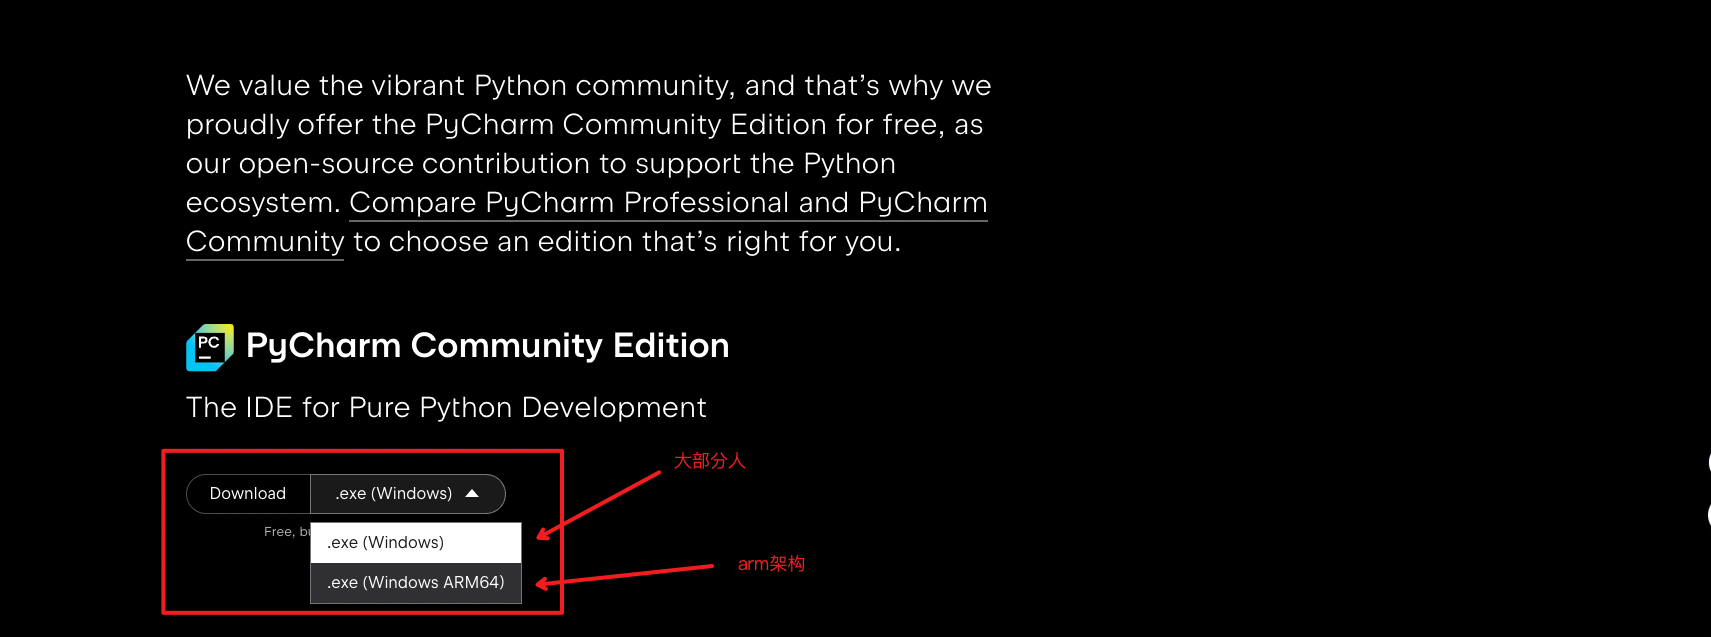 We value the vibrant Python community, and that’s why we
proudly offer the PyCharm Community Edition for free, as
our open-source contribution to support the Python
ecosystem. Compare PyCharm Professional and PyCharm
Community to choose an edition that’s right for you.
PC
PyCharm Community Edition
The IDE for Pure Python Development
大部分人
Download
.exe (Windows)
Free,
.exe (Windows)
arm架构
.exe (Windows ARM64)